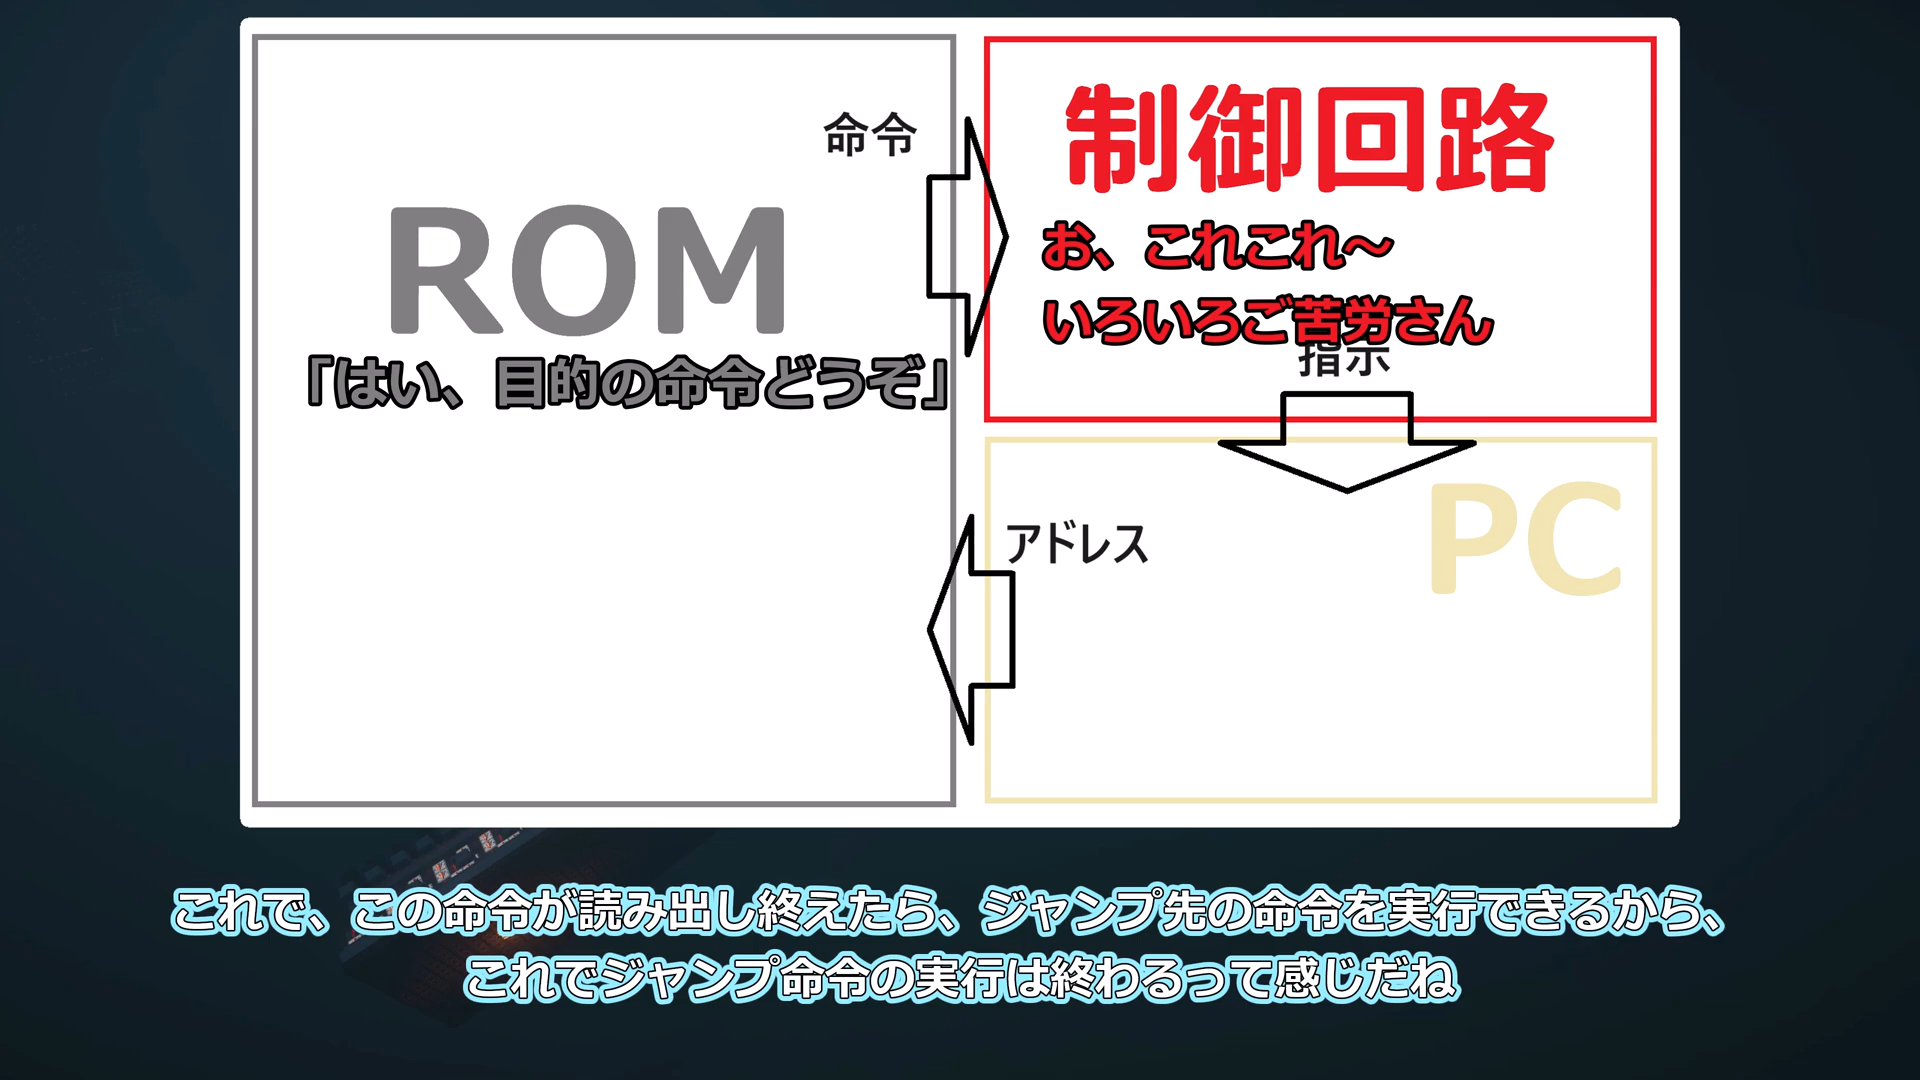 命令
ROM
「はい、目的の命令どうぞ」
制御回路
お、これこれ～
いろいろご苦労さん
指示
PC
アドレス
これで、この命令が読み出し終えたら、ジャンプ先の命令を実行できるから、
これでジャンプ命令の実行は終わるって感じだね